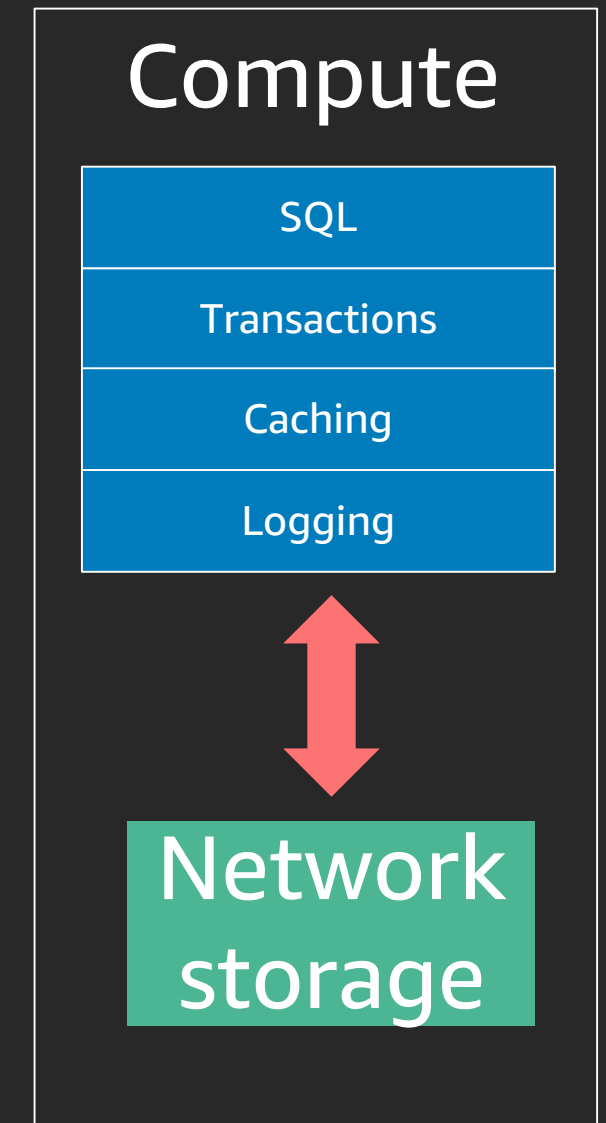 Compute
SQL
Transactions
Caching
Logging
Network
storage